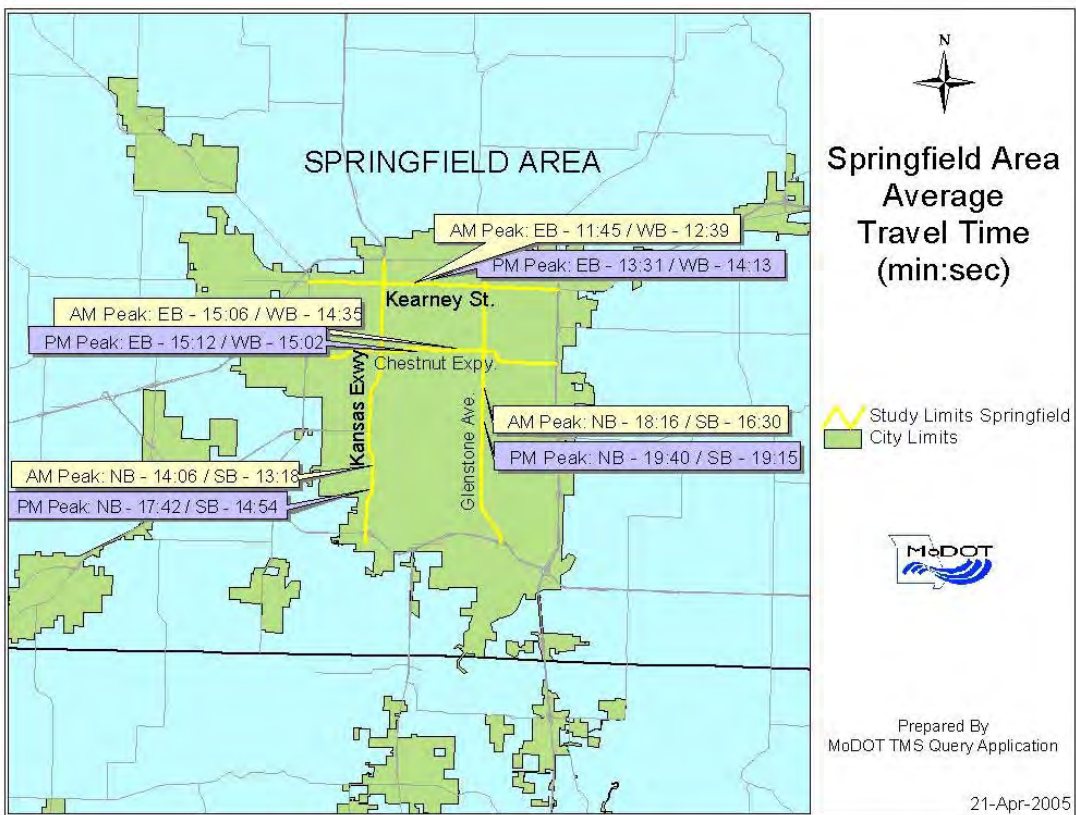 N
Springfield Area
Average
Travel Time
(min:sec)
SPRINGFIELD AREA
AM Peak: EB - 11:45 / WB - 12:39
PM Peak: EB - 13:31 / WB - 14:13
Kearney St.
AM Peak: EB - 15:06 / WB - 14:35
PM Peak: EB - 15:12 / WB - 15:02
Chestnut Expy.
Kansas Exwy
Glenstone Ave.
AM Peak: NB - 18:16 / SB - 16:30
PM Peak: NB - 19:40 / SB - 19:15
AM Peak: NB - 14:06 / SB - 13:18
PM Peak: NB - 17:42 / SB - 14:54
Study Limits Springfield
City Limits
MoDOT
Prepared By
MoDOT TMS Query Application
21-Apr-2005